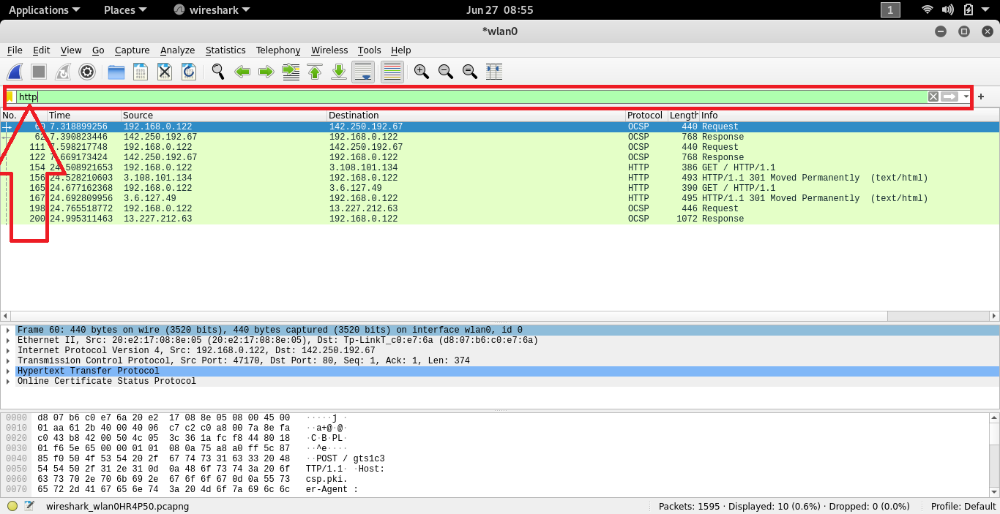 Applications Places wireshark Jun 27 08:55 1
*wlan0
File Edit View Go Capture Analyze Statistics Telephony Wireless Tools Help
http
No. Time Source Destination Protocol Length Info
60 7.318899256 192.168.0.122 142.250.192.67 OCSP 440 Request
62 7.390823446 142.250.192.67 192.168.0.122 OCSP 768 Response
111 7.598217748 192.168.0.122 142.250.192.67 OCSP 440 Request
122 7.669173424 142.250.192.67 192.168.0.122 OCSP 768 Response
154 24.508921653 192.168.0.122 3.108.101.134 HTTP 386 GET / HTTP/1.1
156 24.528210603 3.108.101.134 192.168.0.122 HTTP 493 HTTP/1.1 301 Moved Permanently (text/html)
165 24.677162368 192.168.0.122 3.6.127.49 HTTP 390 GET / HTTP/1.1
167 24.692809956 3.6.127.49 192.168.0.122 HTTP 495 HTTP/1.1 301 Moved Permanently (text/html)
198 24.765518772 192.168.0.122 13.227.212.63 OCSP 446 Request
200 24.995311463 13.227.212.63 192.168.0.122 OCSP 1072 Response
Frame 60: 440 bytes on wire (3520 bits), 440 bytes captured (3520 bits) on interface wlan0, id 0
Ethernet II, Src: 20:e2:17:08:8e:05 (20:e2:17:08:8e:05), Dst: Tp-LinkT_c0:e7:6a (d8:07:b6:c0:e7:6a)
Internet Protocol Version 4, Src: 192.168.0.122, Dst: 142.250.192.67
Transmission Control Protocol, Src Port: 47170, Dst Port: 80, Seq: 1, Ack: 1, Len: 374
Hypertext Transfer Protocol
Online Certificate Status Protocol
0000 d8 07 b6 c0 e7 6a 20 e2 17 08 8e 05 08 00 45 00 ·····j ·
0010 01 aa 61 2b 40 00 40 06 c7 c2 c0 a8 00 7a 8e fa ··a+@·@·
0020 c0 43 b8 42 00 50 4c 05 3c 36 1a fc f8 44 80 18 ·C·B·PL·
0030 01 f6 5e 65 00 00 01 01 08 0a 75 a8 a0 ff 5c 87 ··^e····
0040 85 f0 50 4f 53 54 20 2f 67 74 73 31 63 33 20 48 ··POST / gts1c3
0050 54 54 50 2f 31 2e 31 0d 0a 48 6f 73 74 3a 20 6f TTP/1.1· ·Host:
0060 63 73 70 2e 70 6b 69 2e 67 6f 6f 67 0d 0a 55 73 csp.pki.
0070 65 72 2d 41 67 65 6e 74 3a 20 4d 6f 7a 69 6c 6c er-Agent :
wireshark_wlan0HR4P50.pcapng Packets: 1595 · Displayed: 10 (0.6%) · Dropped: 0 (0.0%) Profile: Default